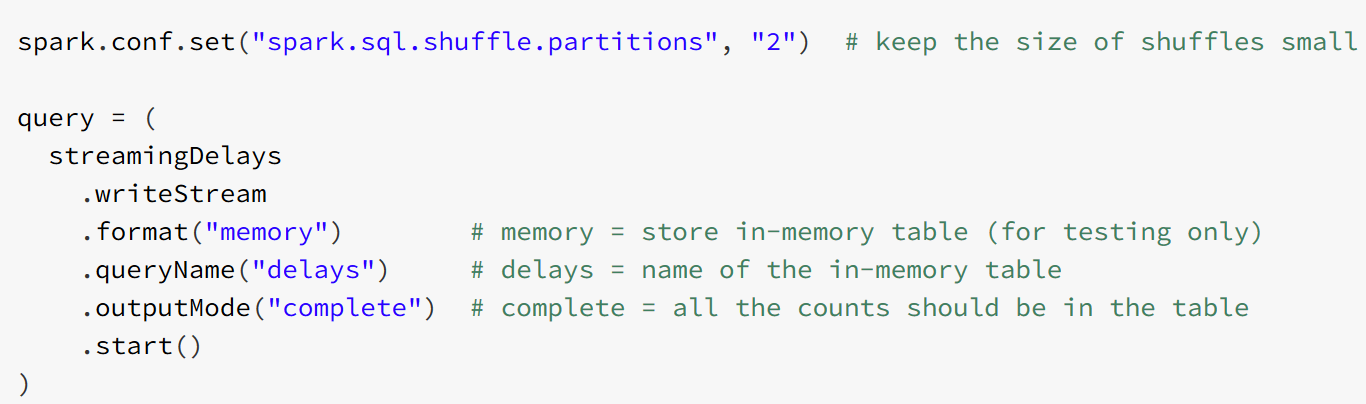 spark.conf.set("spark.sql.shuffle.partitions", "2")  # keep the size of shuffles small
query = (
  streamingDelays
    .writeStream
    .format("memory")        # memory = store in-memory table (for testing only)
    .queryName("delays")     # delays = name of the in-memory table
    .outputMode("complete")  # complete = all the counts should be in the table
    .start()
)